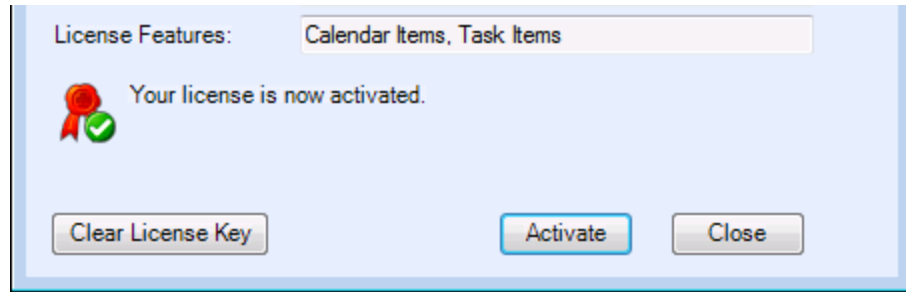 License Features: Calendar Items, Task Items
Your license is now activated.
Clear License Key Activate Close